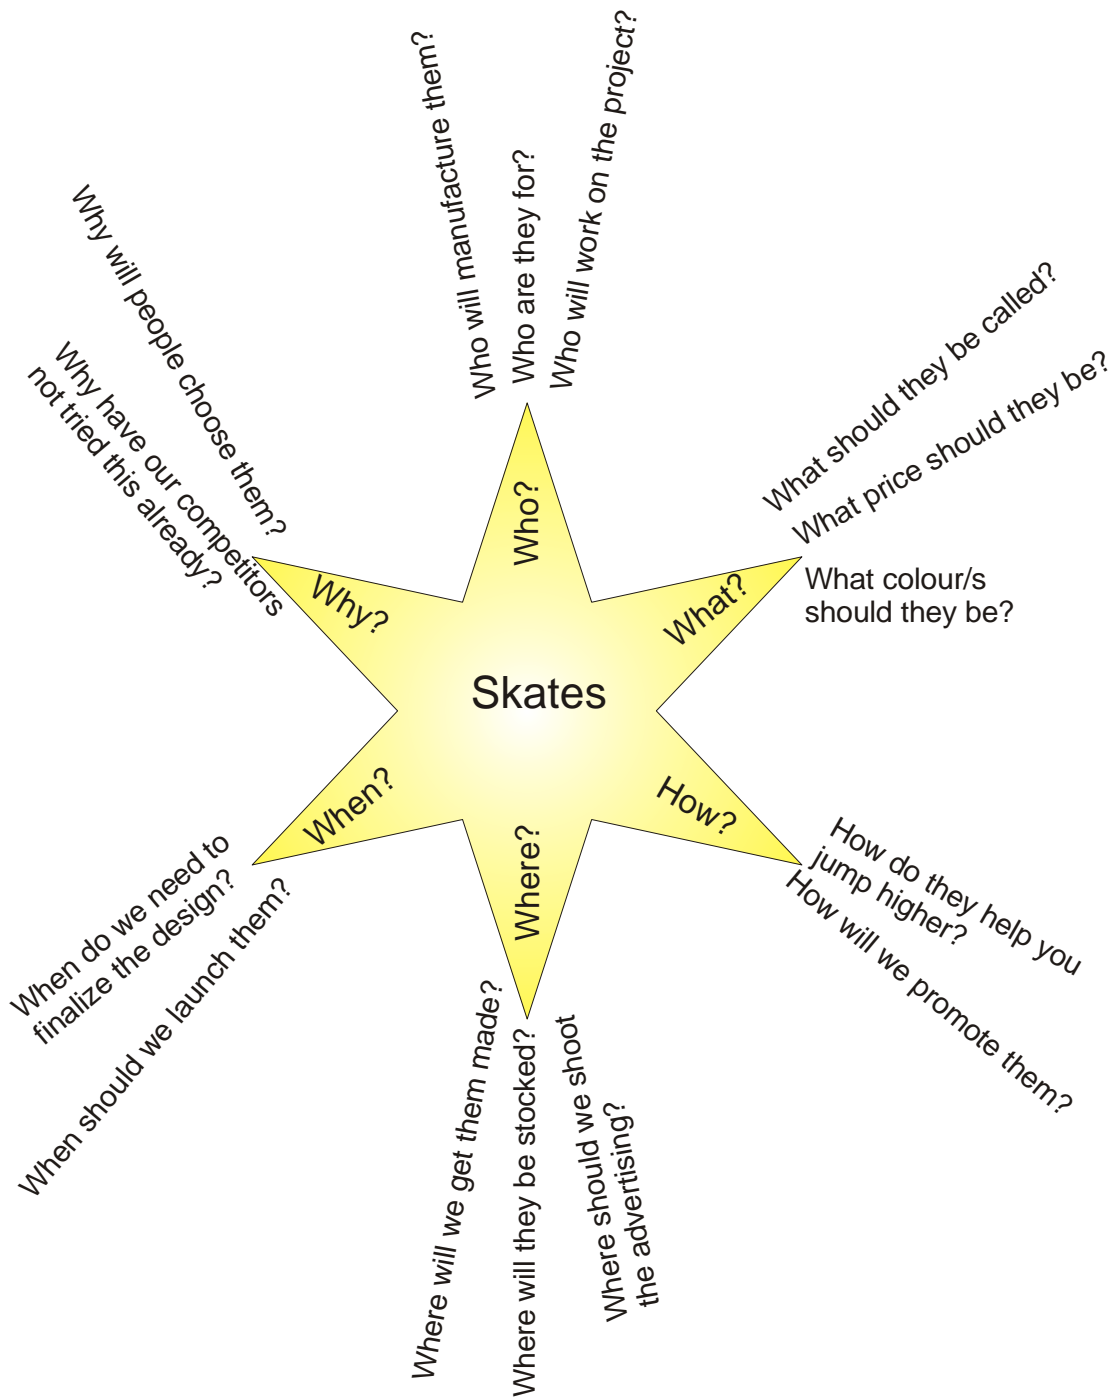 Who will manufacture them?
Who are they for?
Who will work on the project?
Why will people choose them?
Why have our competitors
not tried this already?
What should they be called?
What price should they be?
What colour/s
should they be?
Who?
Why?
What?
Skates
When?
How?
Where?
When do we need to
finalize the design?
When should we launch them?
How do they help you
jump higher?
How will we promote them?
Where will we get them made?
Where will they be stocked?
Where should we shoot
the advertising?